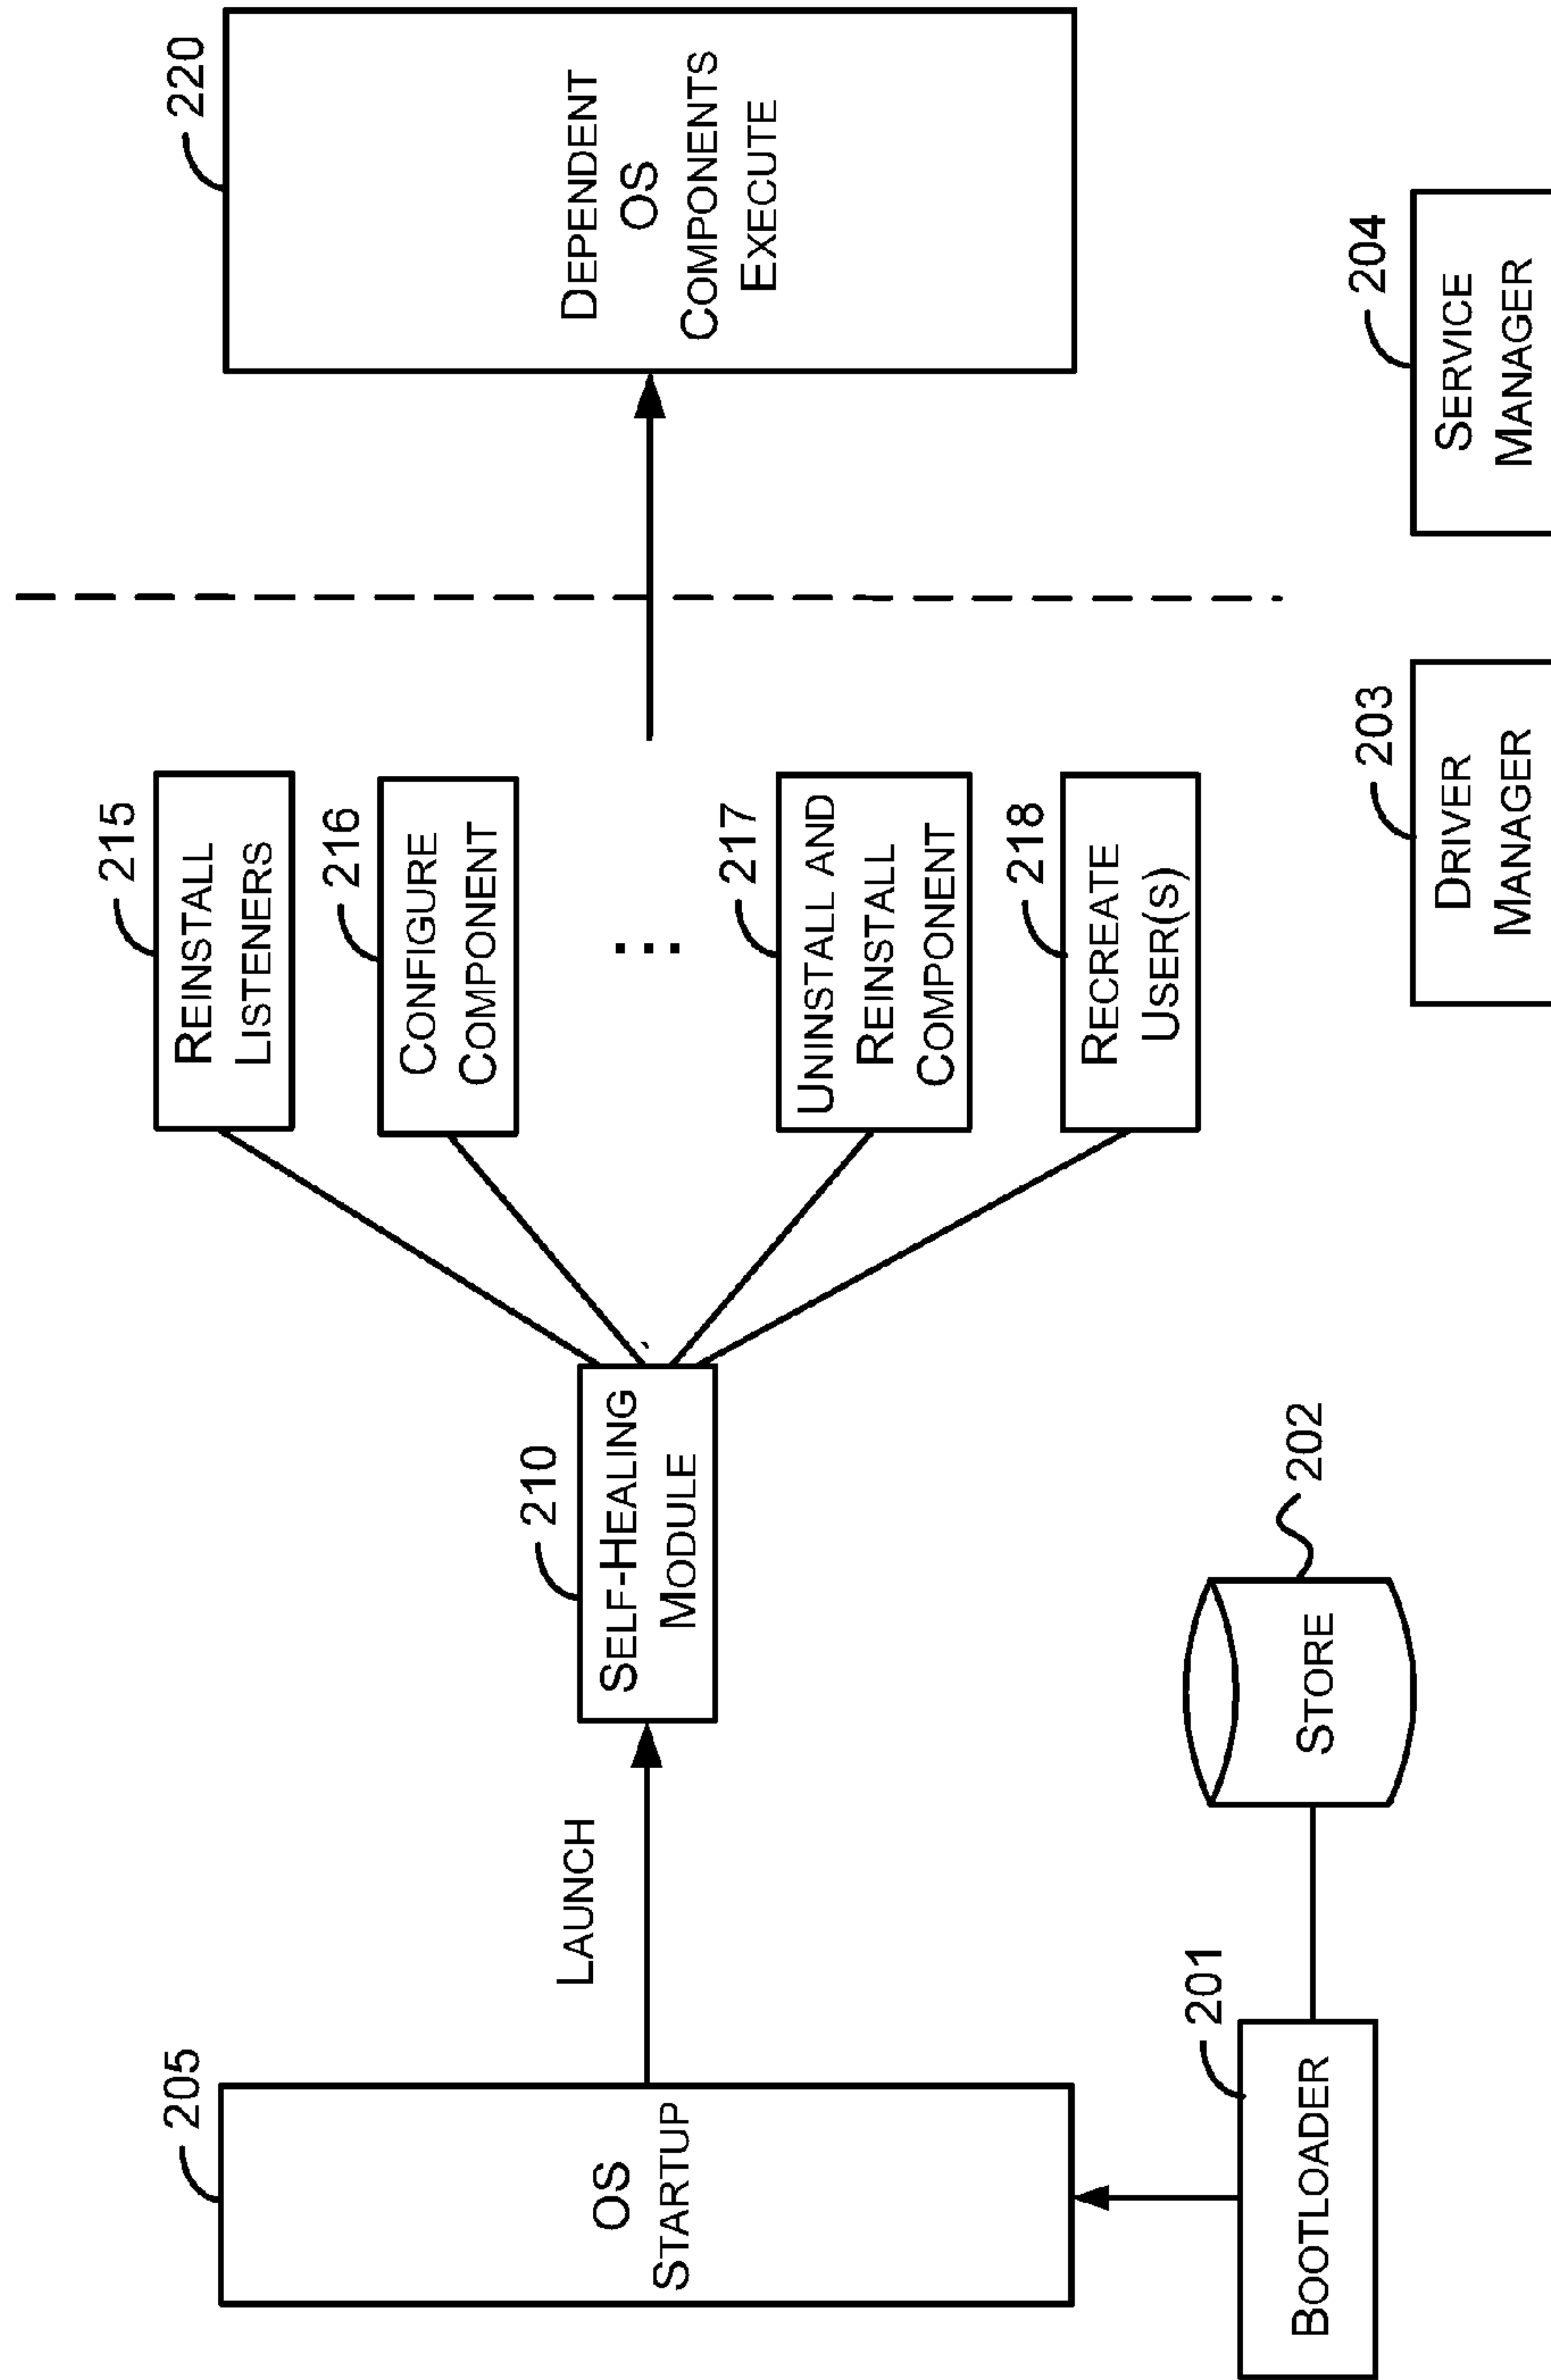 205
OS
STARTUP
LAUNCH
210
SELF-HEALING
MODULE
215
REINSTALL
LISTENERS
216
CONFIGURE
COMPONENT
...
217
UNINSTALL AND
REINSTALL
COMPONENT
218
RECREATE
USER(S)
220
DEPENDENT
OS
COMPONENTS
EXECUTE
201
BOOTLOADER
STORE
202
203
DRIVER
MANAGER
204
SERVICE
MANAGER